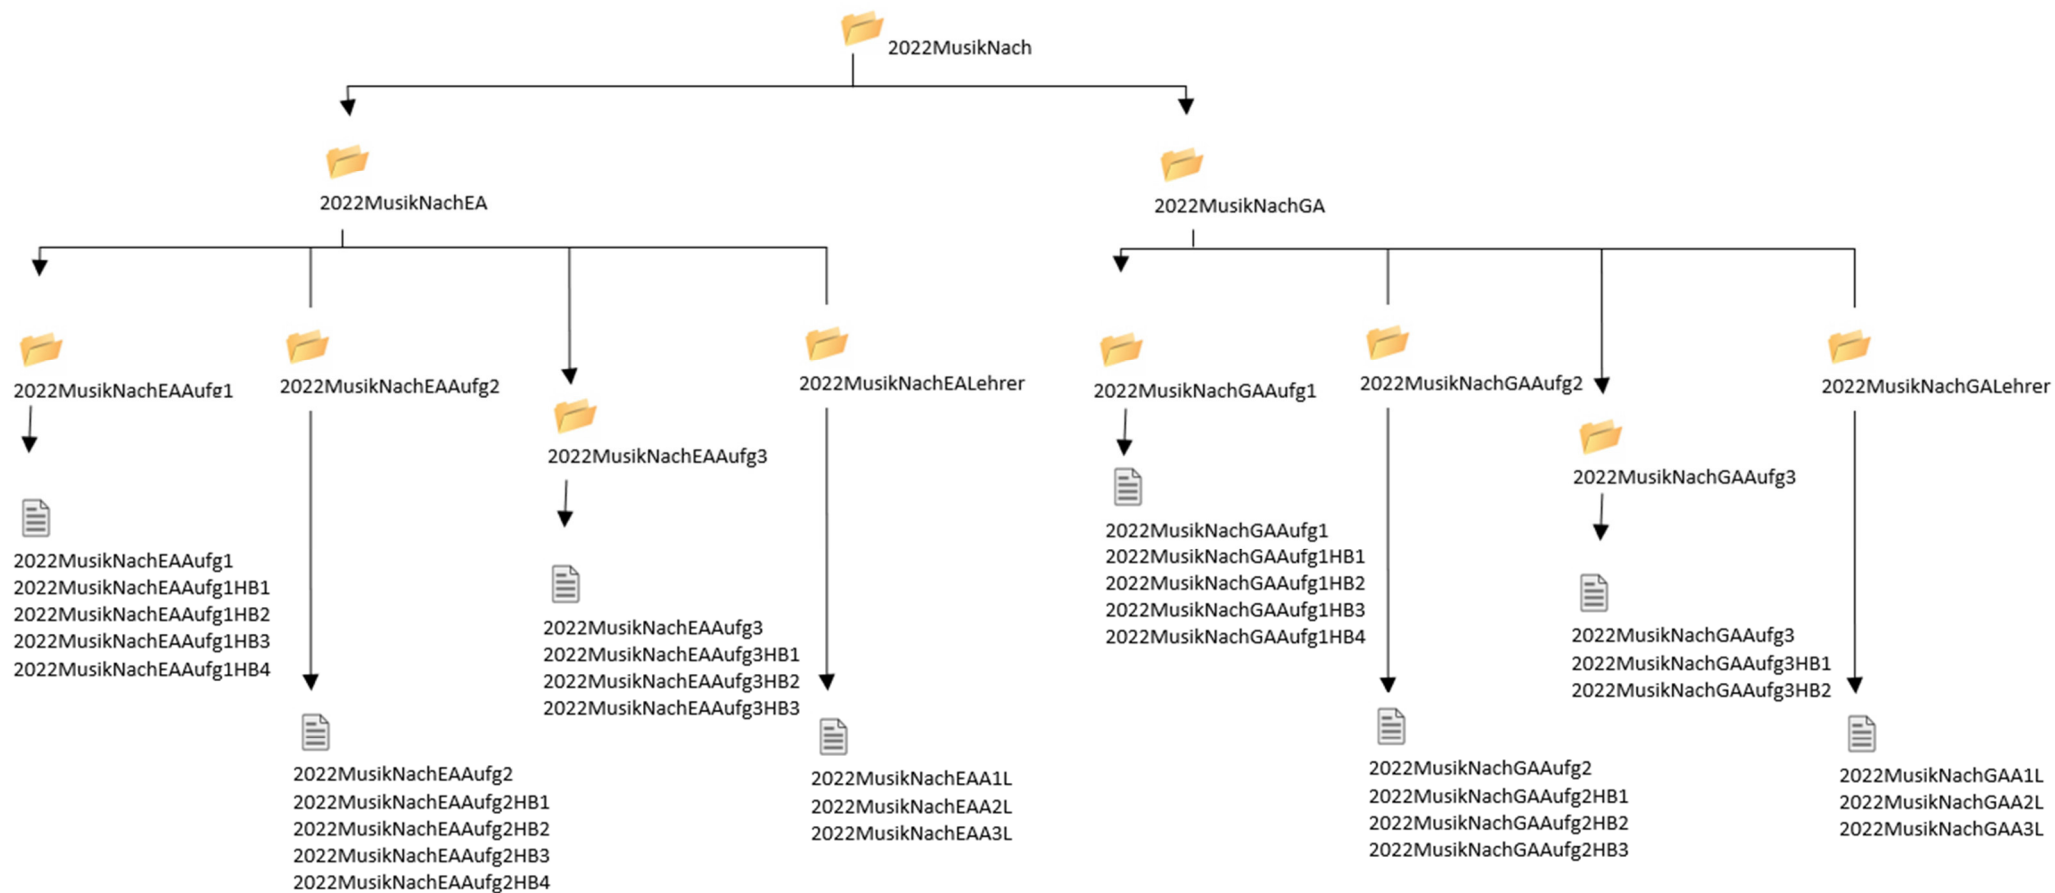 2022MusikNach
2022MusikNachEA
2022MusikNachGA
2022MusikNachEAAufg1
2022MusikNachEAAufg2
2022MusikNachEAAufg3
2022MusikNachEALehrer
2022MusikNachGAAufg1
2022MusikNachGAAufg2
2022MusikNachGAAufg3
2022MusikNachGALehrer
2022MusikNachEAAufg1
2022MusikNachEAAufg1HB1
2022MusikNachEAAufg1HB2
2022MusikNachEAAufg1HB3
2022MusikNachEAAufg1HB4
2022MusikNachEAAufg2
2022MusikNachEAAufg2HB1
2022MusikNachEAAufg2HB2
2022MusikNachEAAufg2HB3
2022MusikNachEAAufg2HB4
2022MusikNachEAAufg3
2022MusikNachEAAufg3HB1
2022MusikNachEAAufg3HB2
2022MusikNachEAAufg3HB3
2022MusikNachEAA1L
2022MusikNachEAA2L
2022MusikNachEAA3L
2022MusikNachGAAufg1
2022MusikNachGAAufg1HB1
2022MusikNachGAAufg1HB2
2022MusikNachGAAufg1HB3
2022MusikNachGAAufg1HB4
2022MusikNachGAAufg2
2022MusikNachGAAufg2HB1
2022MusikNachGAAufg2HB2
2022MusikNachGAAufg2HB3
2022MusikNachGAAufg3
2022MusikNachGAAufg3HB1
2022MusikNachGAAufg3HB2
2022MusikNachGAA1L
2022MusikNachGAA2L
2022MusikNachGAA3L